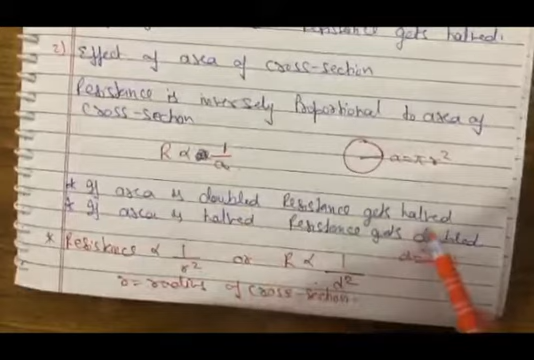 Resistance gets halved.
2) Effect of area of cross-section
Resistance is inversely Proportional to area of
cross-section
R ∝ 1/a a = πr²
* If area is doubled Resistance gets halved
* If area is halved Resistance gets doubled
* Resistance ∝ 1/r² or R ∝ 1/d²
r = radius of cross-section.